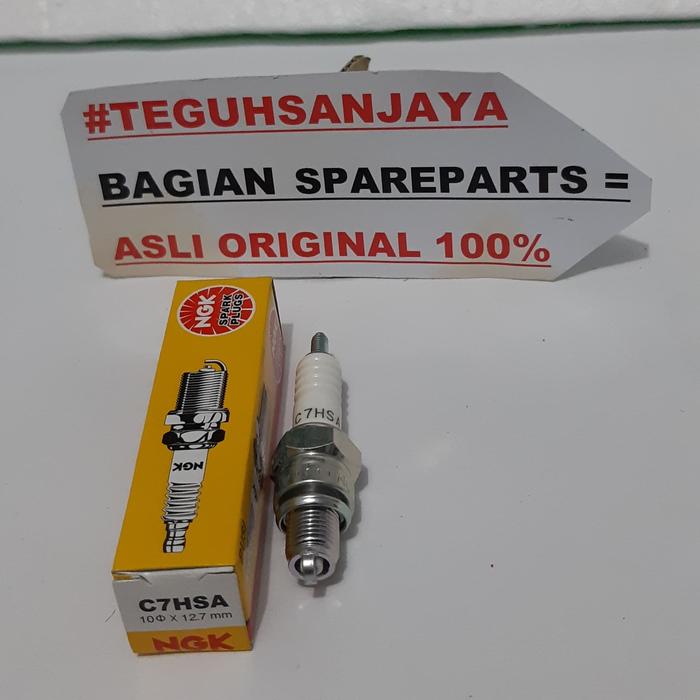 #TEGUHSANJAYA
BAGIAN SPAREPARTS =
ASLI ORIGINAL 100%
NGK
SPARK
PLUGS
NGK
C7HSA
C7HSA
10Φ X 12.7 mm
NGK